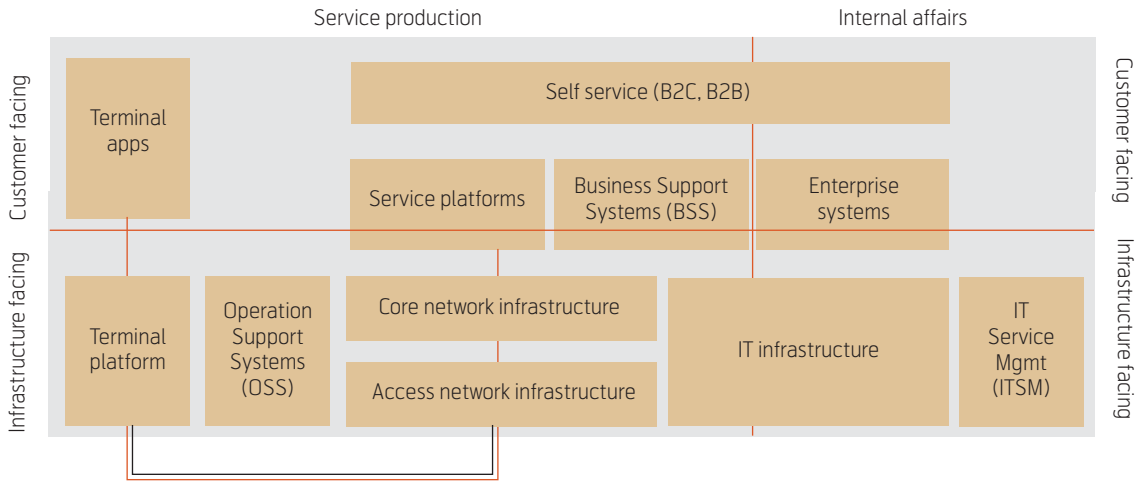 Service production
Internal affairs
Customer facing
Customer facing
Terminal
apps
Self service (B2C, B2B)
Service platforms
Business Support
Systems (BSS)
Enterprise
systems
Infrastructure facing
Infrastructure facing
Terminal
platform
Operation
Support
Systems
(OSS)
Core network infrastructure
Access network infrastructure
IT infrastructure
IT
Service
Mgmt
(ITSM)